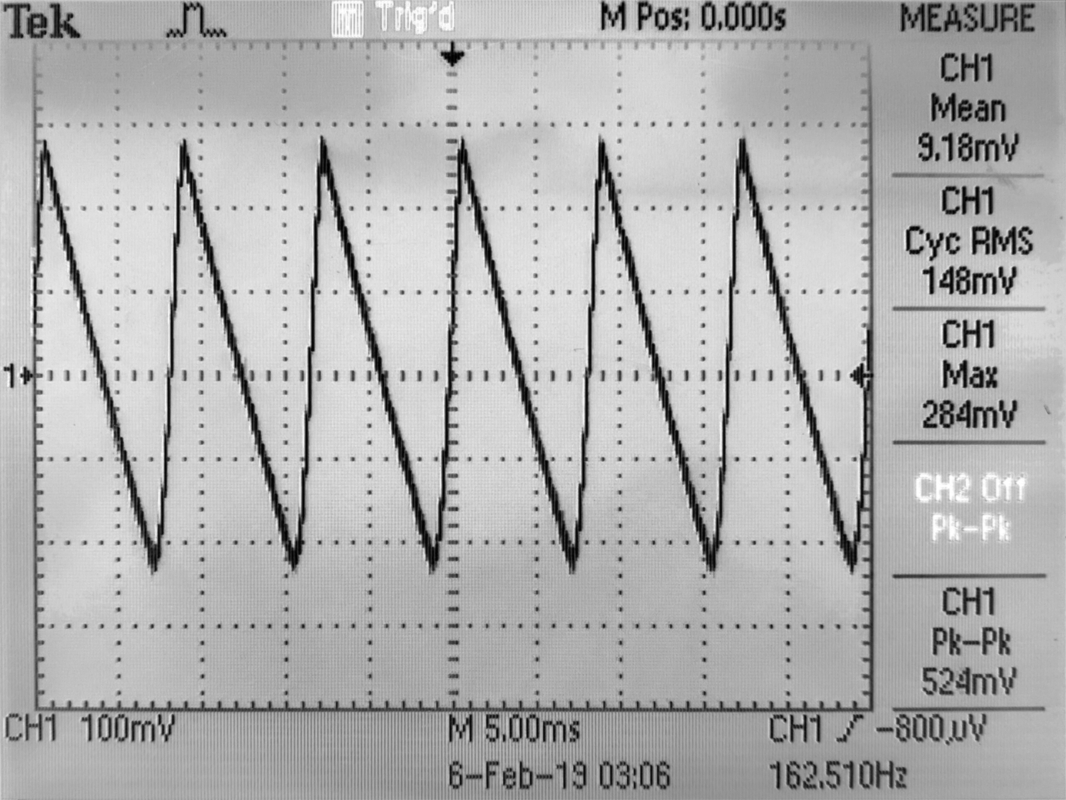 Tek Trig'd M Pos: 0.000s MEASURE
CH1
Mean
9.18mV
CH1
Cyc RMS
148mV
1
CH1
Max
284mV
CH2 Off
Pk-Pk
CH1
Pk-Pk
524mV
CH1 100mV M 5.00ms CH1 -800µV
6-Feb-19 03:06 162.510Hz